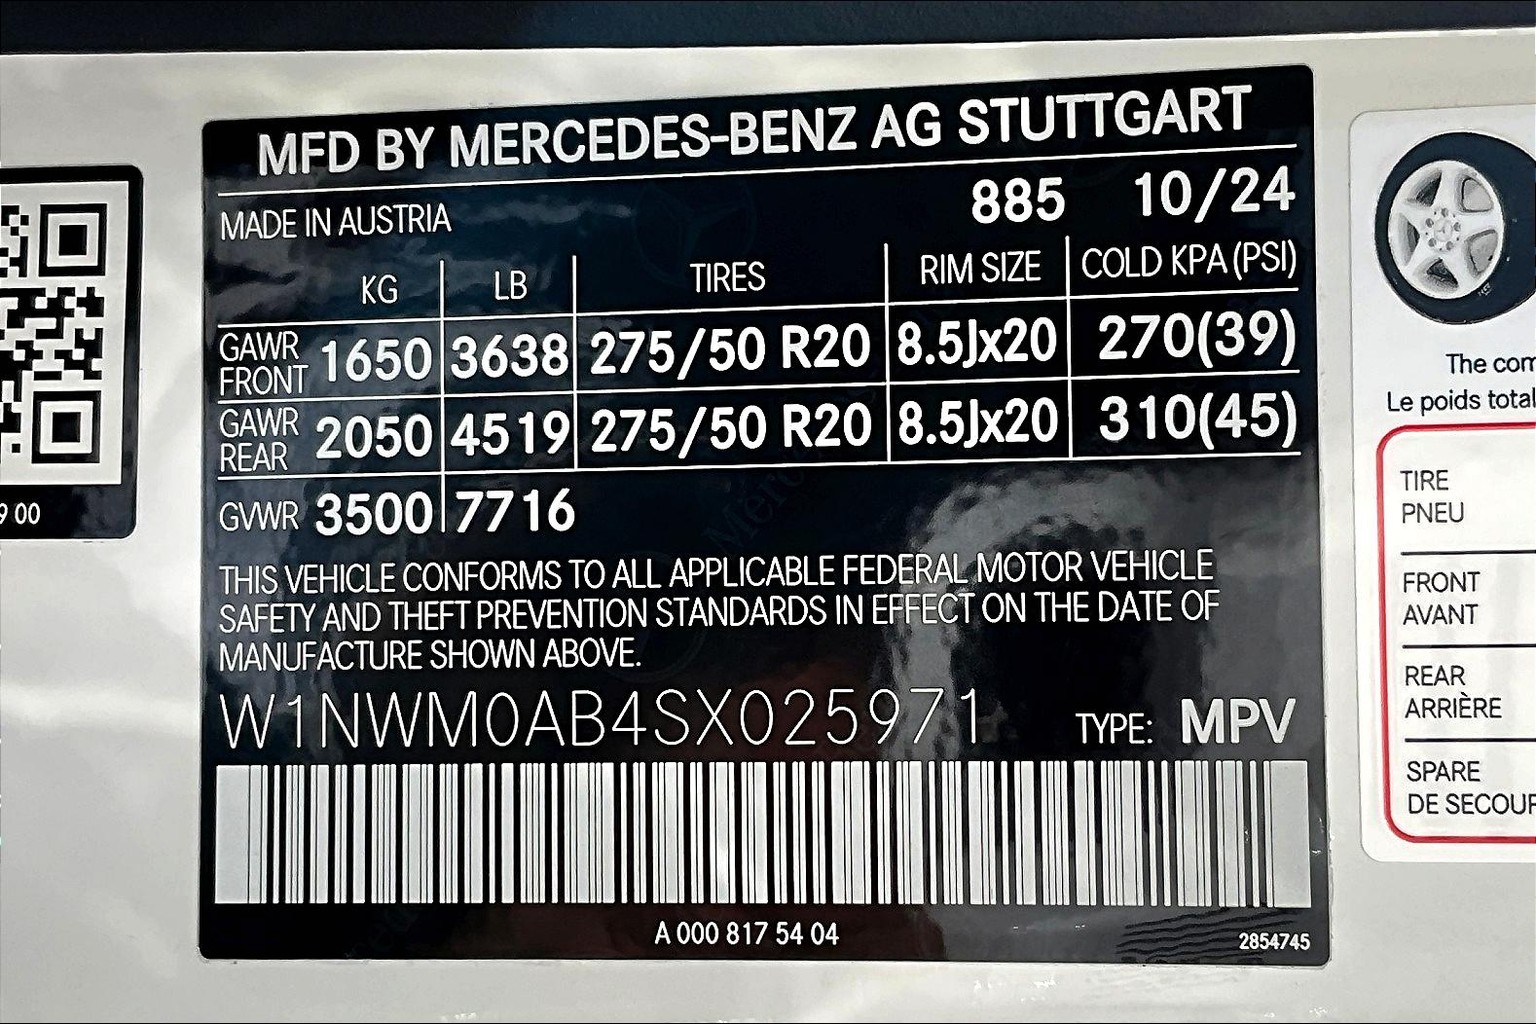 MFD BY MERCEDES-BENZ AG STUTTGART
MADE IN AUSTRIA 885 10/24
KG LB TIRES RIM SIZE COLD KPA (PSI)
GAWR FRONT 1650 3638 275/50 R20 8.5Jx20 270(39)
GAWR REAR 2050 4519 275/50 R20 8.5Jx20 310(45)
GVWR 3500 7716
THIS VEHICLE CONFORMS TO ALL APPLICABLE FEDERAL MOTOR VEHICLE
SAFETY AND THEFT PREVENTION STANDARDS IN EFFECT ON THE DATE OF
MANUFACTURE SHOWN ABOVE.
W1NWM0AB4SX025971 TYPE: MPV
A 000 817 54 04
2854745
9 00
The com
Le poids total
TIRE
PNEU
FRONT
AVANT
REAR
ARRIÈRE
SPARE
DE SECOUR